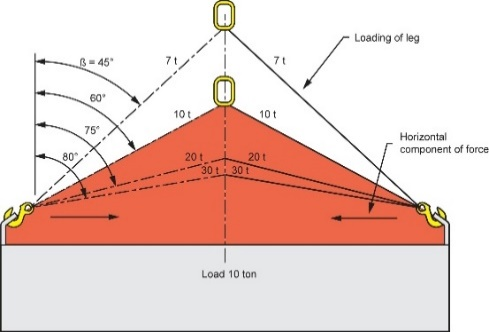 ß = 45°
7 t
7 t
Loading of leg
60°
10 t
10 t
75°
Horizontal
component of force
80°
20 t
20 t
30 t
30 t
Load 10 ton